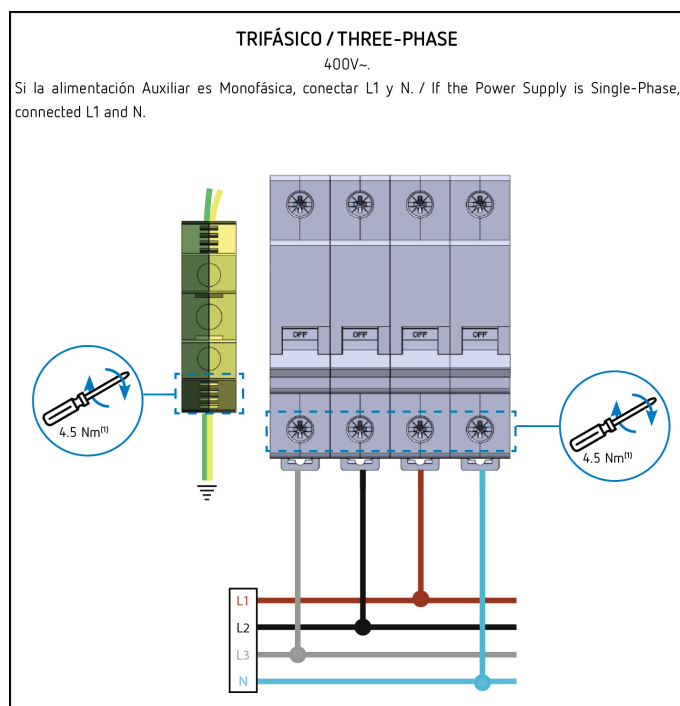 TRIFÁSICO / THREE-PHASE
400V~.
Si la alimentación Auxiliar es Monofásica, conectar L1 y N. / If the Power Supply is Single-Phase,
connected L1 and N.
OFF OFF OFF OFF
4.5 Nm⁽¹⁾
4.5 Nm⁽¹⁾
L1
L2
L3
N